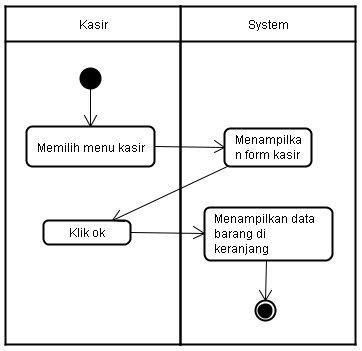 Kasir
System
Memilih menu kasir
Menampilka
n form kasir
Klik ok
Menampilkan data
barang di
keranjang